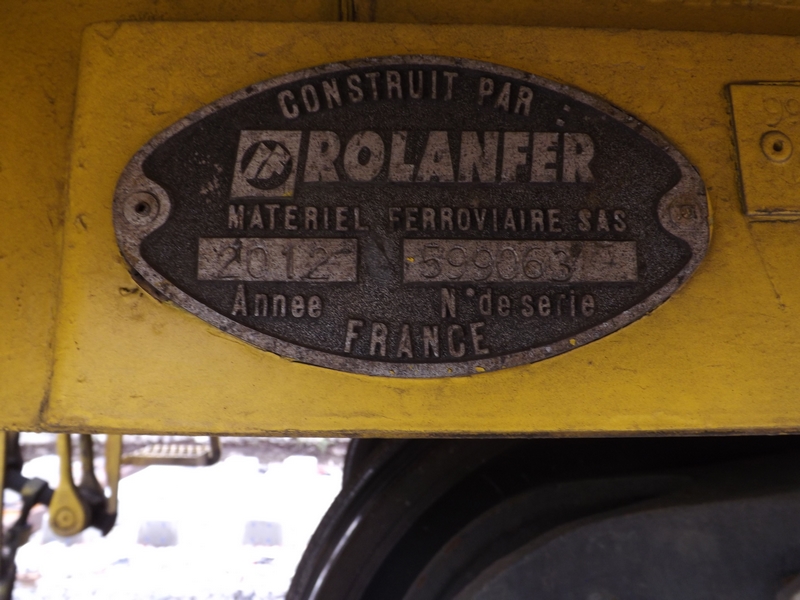 CONSTRUIT PAR
ROLANFER
MATERIEL FERROVIAIRE SAS
2012 599063
Annee N° de serie
FRANCE